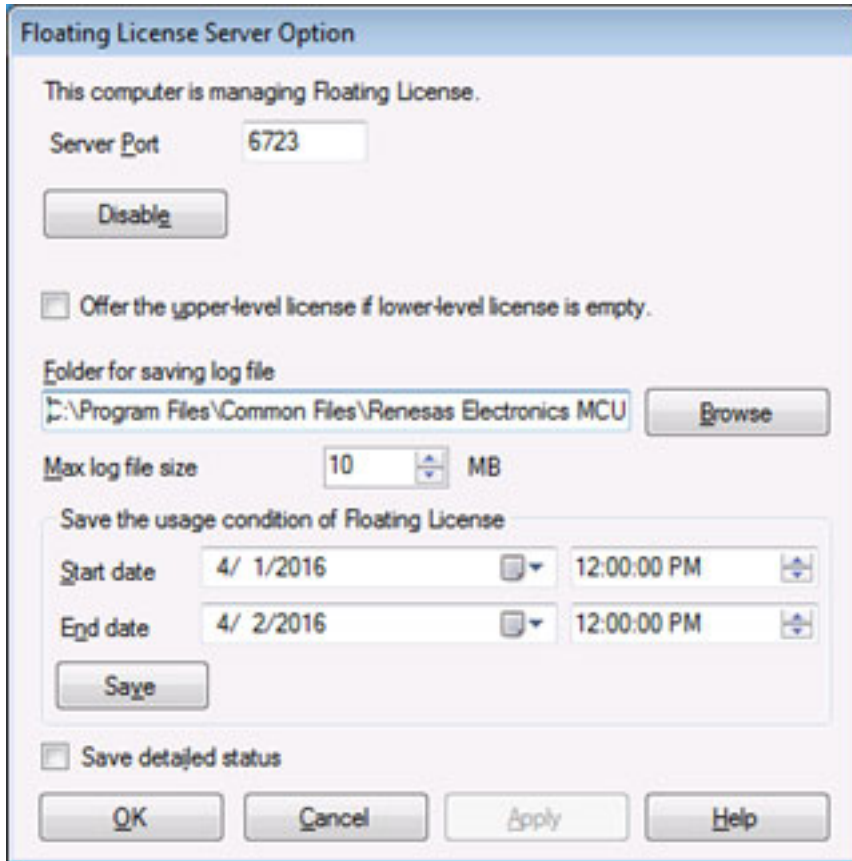 Floating License Server Option
This computer is managing Floating License.
Server Port 6723
Disable
Offer the upper-level license if lower-level license is empty.
Folder for saving log file
C:\Program Files\Common Files\Renesas Electronics MCU Browse
Max log file size 10 MB
Save the usage condition of Floating License
Start date 4/ 1/2016 12:00:00 PM
End date 4/ 2/2016 12:00:00 PM
Save
Save detailed status
OK Cancel Apply Help